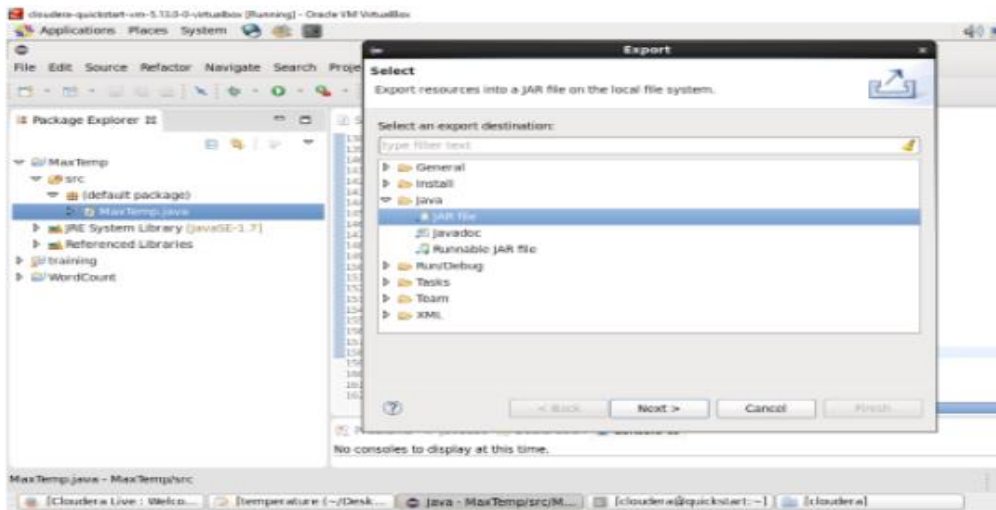 cloudera-quickstart-vm-5.13.0-0-virtualbox [Running] - Oracle VM VirtualBox
Applications Places System
Export
File Edit Source Refactor Navigate Search Proje
Select
Export resources into a JAR file on the local file system.
Package Explorer
Select an export destination:
type filter text
MaxTemp
src
(default package)
MaxTemp.java
JRE System Library [JavaSE-1.7]
Referenced Libraries
training
WordCount
General
Install
Java
JAR file
Javadoc
Runnable JAR file
Run/Debug
Tasks
Team
XML
< Back
Next >
Cancel
Finish
No consoles to display at this time.
MaxTemp.java - MaxTemp/src
[Cloudera Live : Welco...
[temperature (~/Desk...
Java - MaxTemp/src/M...
[cloudera@quickstart:~]
[cloudera]